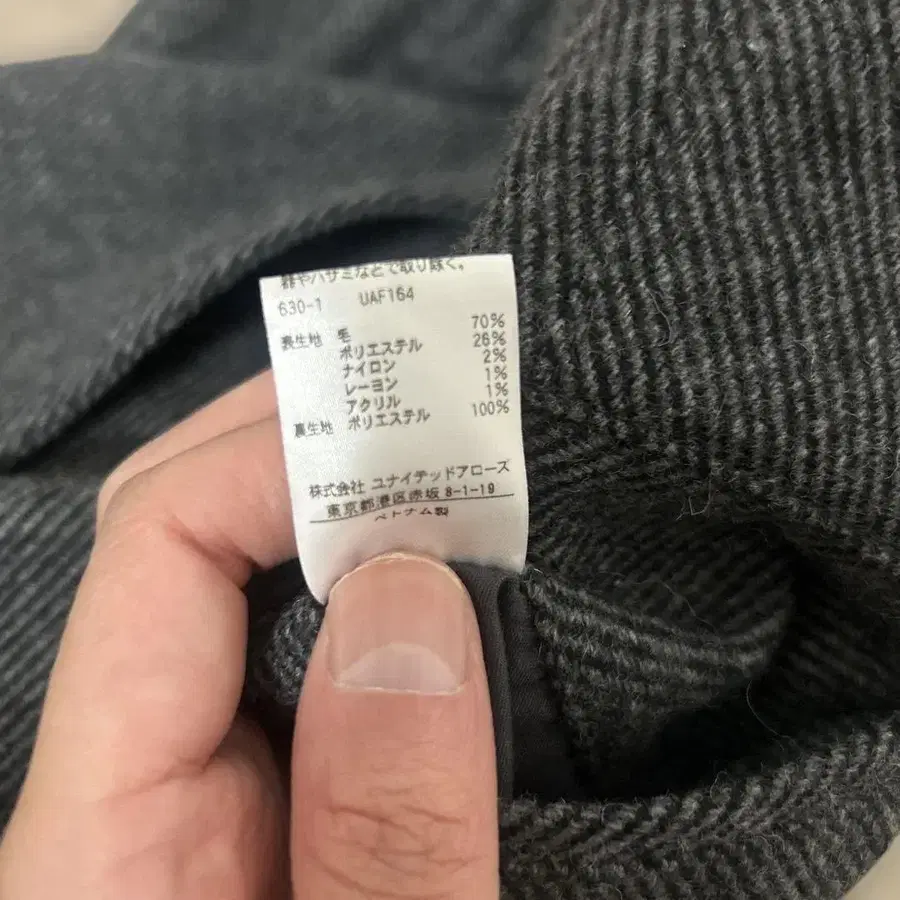 器やハサミなどで取り除く。
630-1 UAF164
表生地 毛 70%
ポリエステル 26%
ナイロン 2%
レーヨン 1%
アクリル 1%
裏生地 ポリエステル 100%
株式会社 ユナイテッドアローズ
東京都港区赤坂 8-1-19
ベトナム製